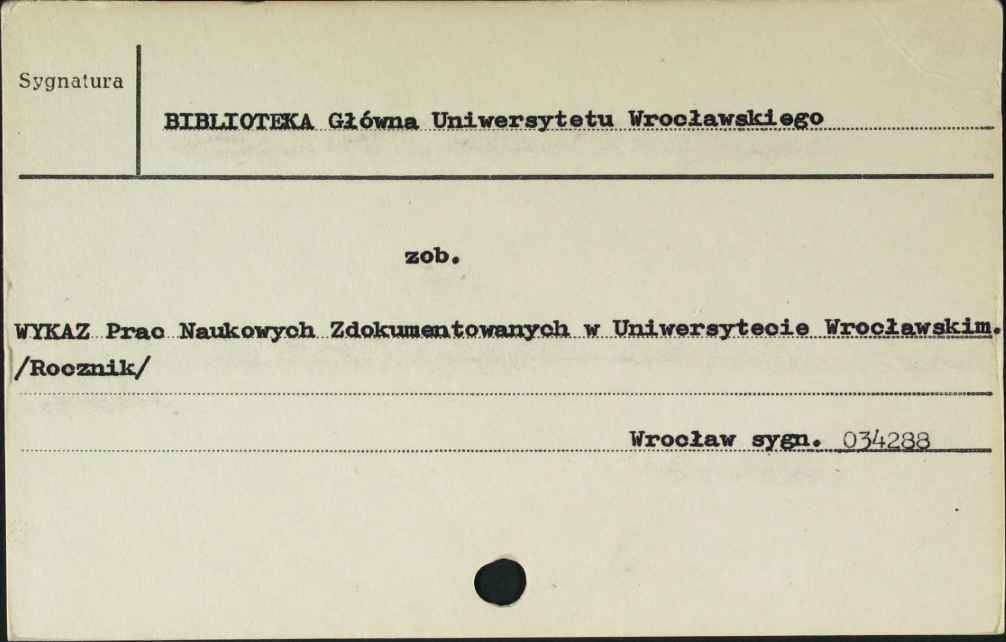 Sygnatura
BIBLIOTEKA Główna Uniwersytetu Wrocławskiego
zob.
WYKAZ Prac Naukowych Zdokumentowanych w Uniwersytecie Wrocławskim.
/Rocznik/
Wrocław sygn. 034288